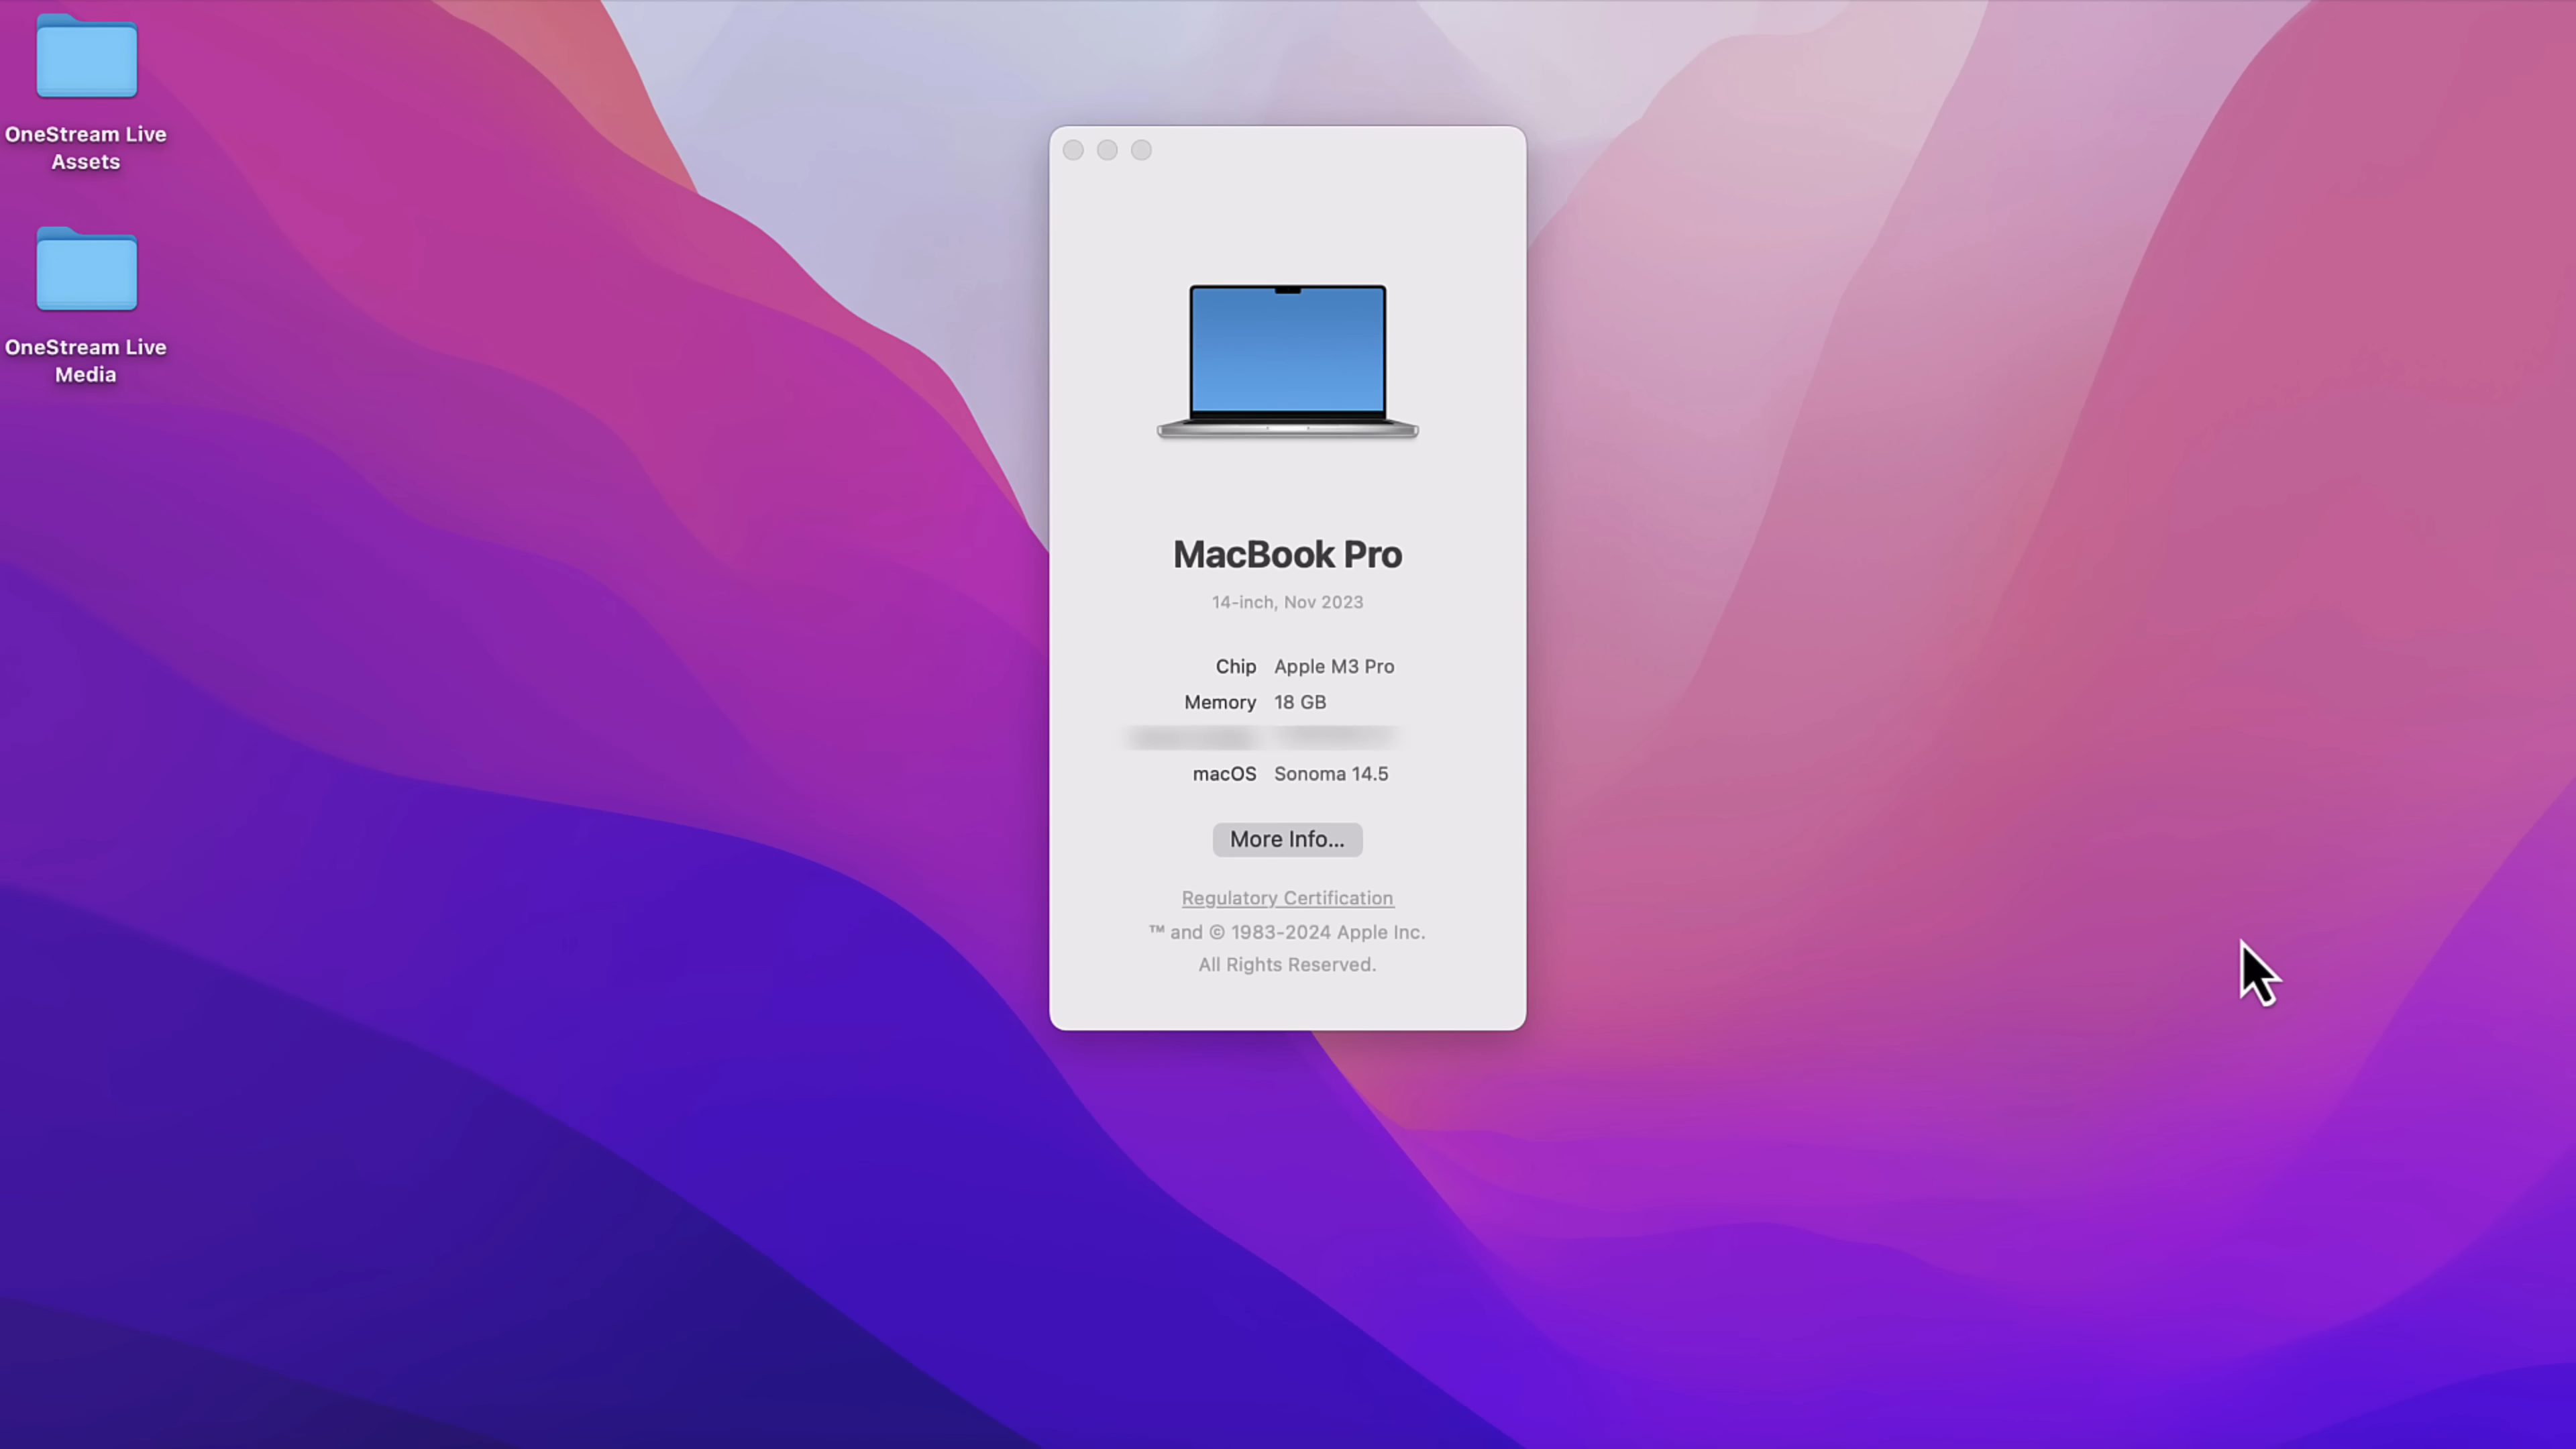 OneStream Live
Assets
OneStream Live
Media
MacBook Pro
14-inch, Nov 2023
Chip Apple M3 Pro
Memory 18 GB
macOS Sonoma 14.5
More Info...
Regulatory Certification
™ and © 1983-2024 Apple Inc.
All Rights Reserved.